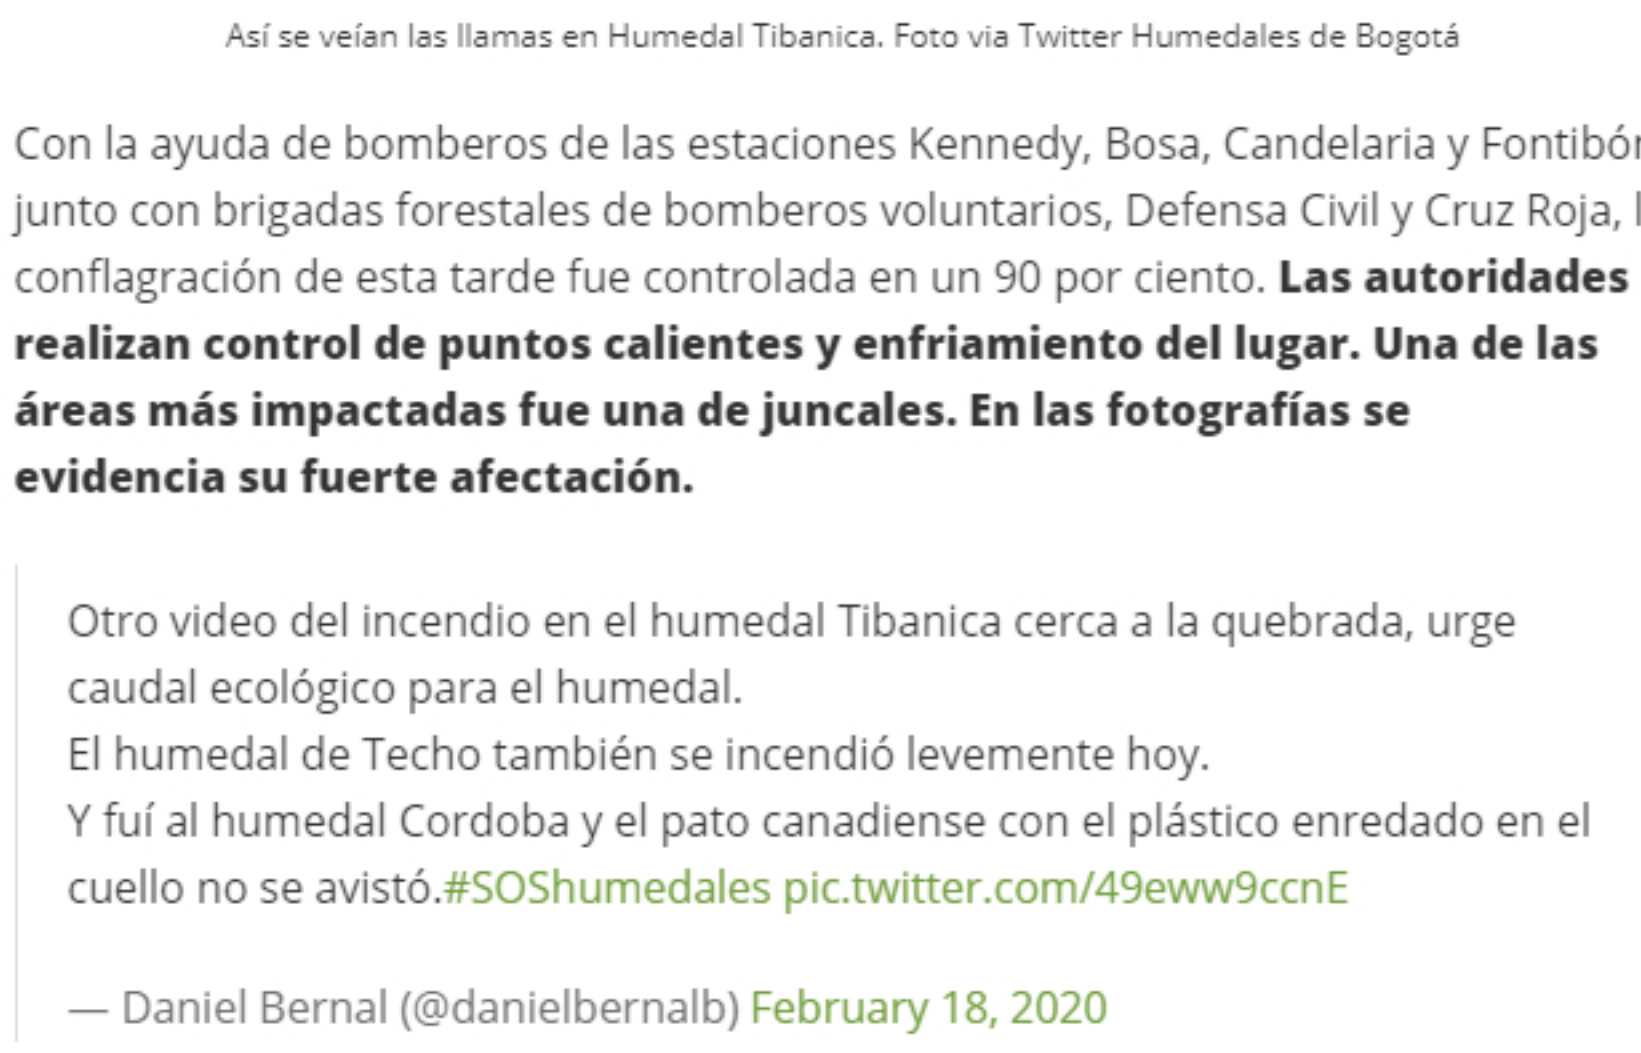 Así se veían las llamas en Humedal Tibanica. Foto via Twitter Humedales de Bogotá
Con la ayuda de bomberos de las estaciones Kennedy, Bosa, Candelaria y Fontibón
junto con brigadas forestales de bomberos voluntarios, Defensa Civil y Cruz Roja,
conflagración de esta tarde fue controlada en un 90 por ciento. Las autoridades
realizan control de puntos calientes y enfriamiento del lugar. Una de las
áreas más impactadas fue una de juncales. En las fotografías se
evidencia su fuerte afectación.
Otro video del incendio en el humedal Tibanica cerca a la quebrada, urge
caudal ecológico para el humedal.
El humedal de Techo también se incendió levemente hoy.
Y fuí al humedal Cordoba y el pato canadiense con el plástico enredado en el
cuello no se avistó.#SOShumedales pic.twitter.com/49eww9ccnE
— Daniel Bernal (@danielbernalb) February 18, 2020